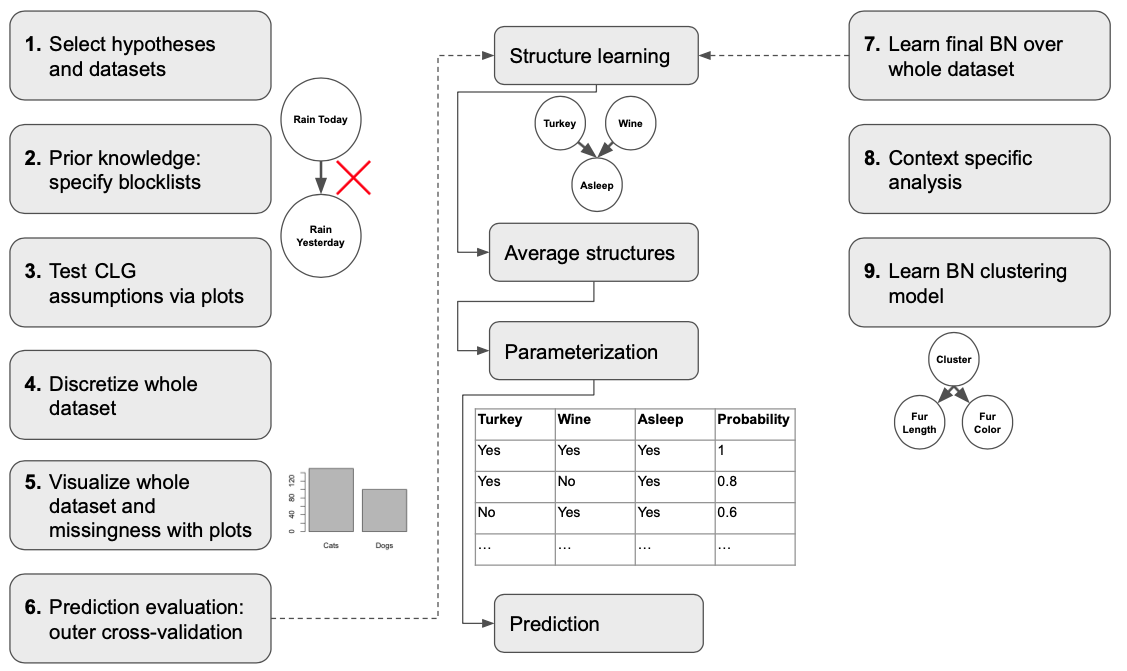 1. Select hypotheses
and datasets
Rain Today
2. Prior knowledge:
specify blocklists
Rain
Yesterday
3. Test CLG
assumptions via plots
4. Discretize whole
dataset
5. Visualize whole
dataset and
missingness with plots
120
80
40
0
Cats Dogs
6. Prediction evaluation:
outer cross-validation
Structure learning
Turkey Wine
Asleep
Average structures
Parameterization
Turkey Wine Asleep Probability
Yes Yes Yes 1
Yes No Yes 0.8
No Yes Yes 0.6
... ... ... ...
Prediction
7. Learn final BN over
whole dataset
8. Context specific
analysis
9. Learn BN clustering
model
Cluster
Fur
Length
Fur
Color